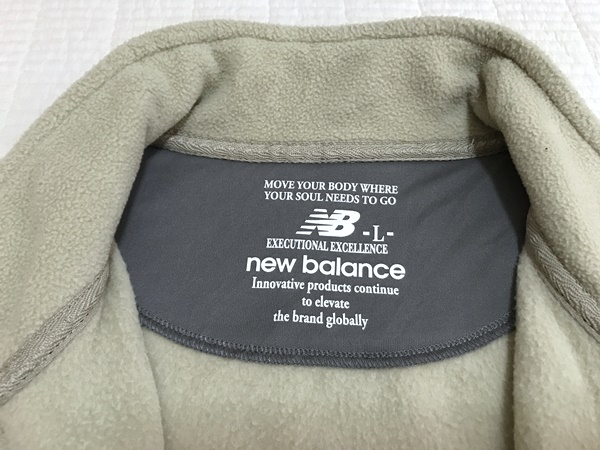 MOVE YOUR BODY WHERE
YOUR SOUL NEEDS TO GO
NB -L-
EXECUTIONAL EXCELLENCE
new balance
Innovative products continue
to elevate
the brand globally